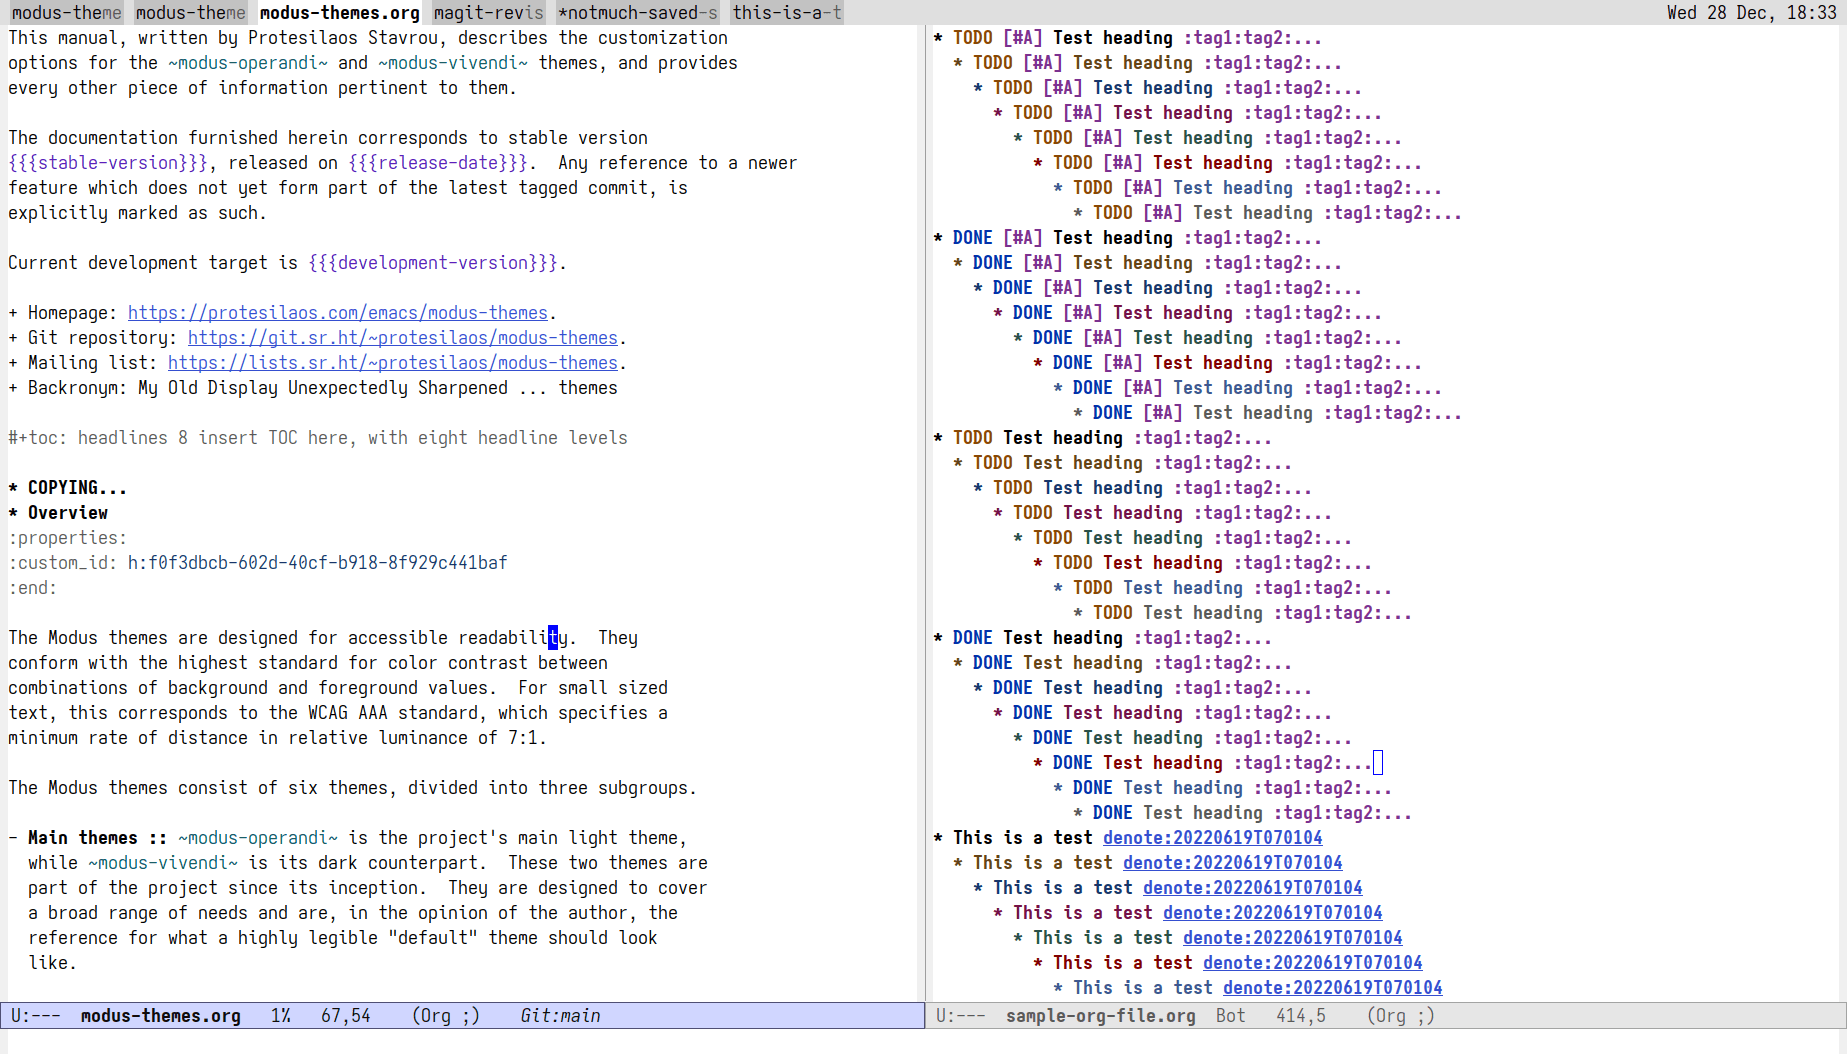 modus-theme modus-theme modus-themes.org magit-revis *notmuch-saved-s this-is-a-t Wed 28 Dec, 18:33
This manual, written by Protesilaos Stavrou, describes the customization
options for the ~modus-operandi~ and ~modus-vivendi~ themes, and provides
every other piece of information pertinent to them.
The documentation furnished herein corresponds to stable version
{{{stable-version}}}, released on {{{release-date}}}.  Any reference to a newer
feature which does not yet form part of the latest tagged commit, is
explicitly marked as such.
Current development target is {{{development-version}}}.
+ Homepage: https://protesilaos.com/emacs/modus-themes.
+ Git repository: https://git.sr.ht/~protesilaos/modus-themes.
+ Mailing list: https://lists.sr.ht/~protesilaos/modus-themes.
+ Backronym: My Old Display Unexpectedly Sharpened ... themes
#+toc: headlines 8 insert TOC here, with eight headline levels
* COPYING...
* Overview
:properties:
:custom_id: h:f0f3dbcb-602d-40cf-b918-8f929c441baf
:end:
The Modus themes are designed for accessible readability.  They
conform with the highest standard for color contrast between
combinations of background and foreground values.  For small sized
text, this corresponds to the WCAG AAA standard, which specifies a
minimum rate of distance in relative luminance of 7:1.
The Modus themes consist of six themes, divided into three subgroups.
- Main themes :: ~modus-operandi~ is the project's main light theme,
while ~modus-vivendi~ is its dark counterpart.  These two themes are
part of the project since its inception.  They are designed to cover
a broad range of needs and are, in the opinion of the author, the
reference for what a highly legible "default" theme should look
like.
U:--- modus-themes.org 1% 67,54 (Org ;) Git:main
* TODO [#A] Test heading :tag1:tag2:...
* TODO [#A] Test heading :tag1:tag2:...
* TODO [#A] Test heading :tag1:tag2:...
* TODO [#A] Test heading :tag1:tag2:...
* TODO [#A] Test heading :tag1:tag2:...
* TODO [#A] Test heading :tag1:tag2:...
* TODO [#A] Test heading :tag1:tag2:...
* TODO [#A] Test heading :tag1:tag2:...
* DONE [#A] Test heading :tag1:tag2:...
* DONE [#A] Test heading :tag1:tag2:...
* DONE [#A] Test heading :tag1:tag2:...
* DONE [#A] Test heading :tag1:tag2:...
* DONE [#A] Test heading :tag1:tag2:...
* DONE [#A] Test heading :tag1:tag2:...
* DONE [#A] Test heading :tag1:tag2:...
* DONE [#A] Test heading :tag1:tag2:...
* TODO Test heading :tag1:tag2:...
* TODO Test heading :tag1:tag2:...
* TODO Test heading :tag1:tag2:...
* TODO Test heading :tag1:tag2:...
* TODO Test heading :tag1:tag2:...
* TODO Test heading :tag1:tag2:...
* TODO Test heading :tag1:tag2:...
* TODO Test heading :tag1:tag2:...
* DONE Test heading :tag1:tag2:...
* DONE Test heading :tag1:tag2:...
* DONE Test heading :tag1:tag2:...
* DONE Test heading :tag1:tag2:...
* DONE Test heading :tag1:tag2:...
* DONE Test heading :tag1:tag2:...
* DONE Test heading :tag1:tag2:...
* DONE Test heading :tag1:tag2:...
* This is a test denote:20220619T070104
* This is a test denote:20220619T070104
* This is a test denote:20220619T070104
* This is a test denote:20220619T070104
* This is a test denote:20220619T070104
* This is a test denote:20220619T070104
* This is a test denote:20220619T070104
U:--- sample-org-file.org Bot 414,5 (Org ;)